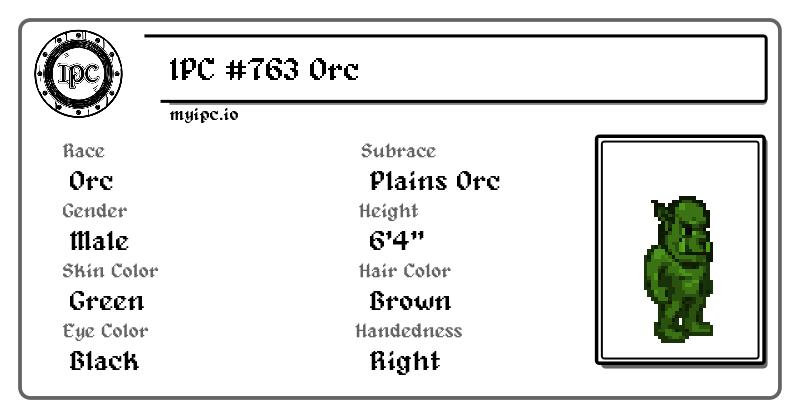 IPC
IPC #763 Orc
myipc.io
Race
Orc
Subrace
Plains Orc
Gender
Male
Height
6'4"
Skin Color
Green
Hair Color
Brown
Eye Color
Black
Handedness
Right